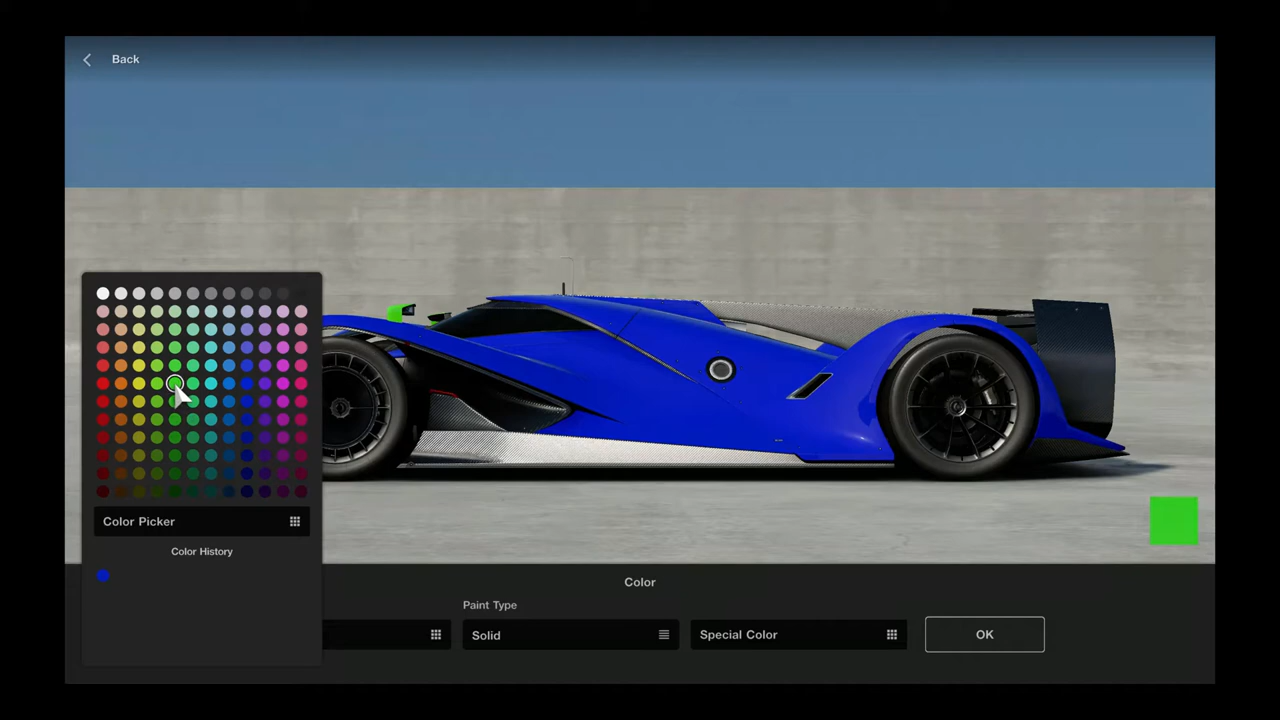 Back
Color Picker
Color History
Color
Paint Type
Solid
Special Color
OK